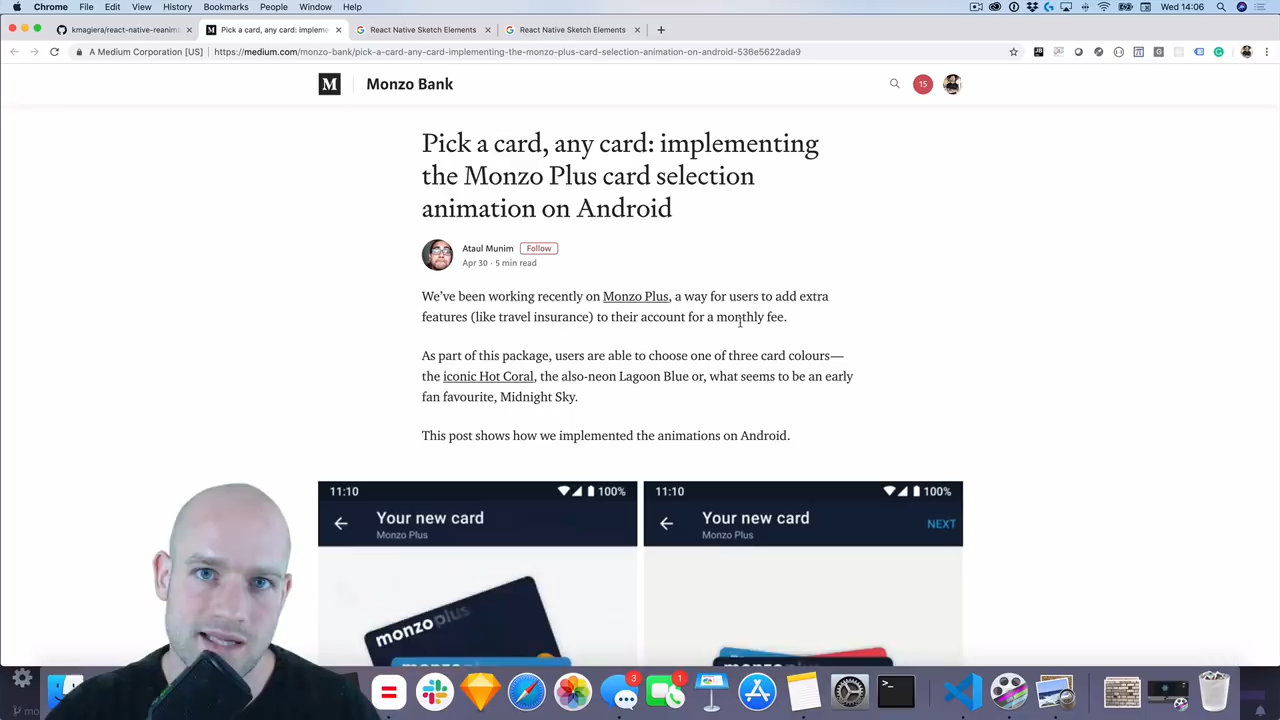 Chrome File Edit View History Bookmarks People Window Help
Wed 14:06
kmagiera/react-native-reanima
Pick a card, any card: impleme
React Native Sketch Elements
React Native Sketch Elements
A Medium Corporation [US] https://medium.com/monzo-bank/pick-a-card-any-card-implementing-the-monzo-plus-card-selection-animation-on-android-536e5622ada9
M Monzo Bank
15
Pick a card, any card: implementing
the Monzo Plus card selection
animation on Android
Ataul Munim Follow
Apr 30 · 5 min read
We’ve been working recently on Monzo Plus, a way for users to add extra
features (like travel insurance) to their account for a monthly fee.
As part of this package, users are able to choose one of three card colours—
the iconic Hot Coral, the also-neon Lagoon Blue or, what seems to be an early
fan favourite, Midnight Sky.
This post shows how we implemented the animations on Android.
11:10 100%
Your new card
Monzo Plus
monzoplus
11:10 100%
Your new card
Monzo Plus
NEXT
3
1